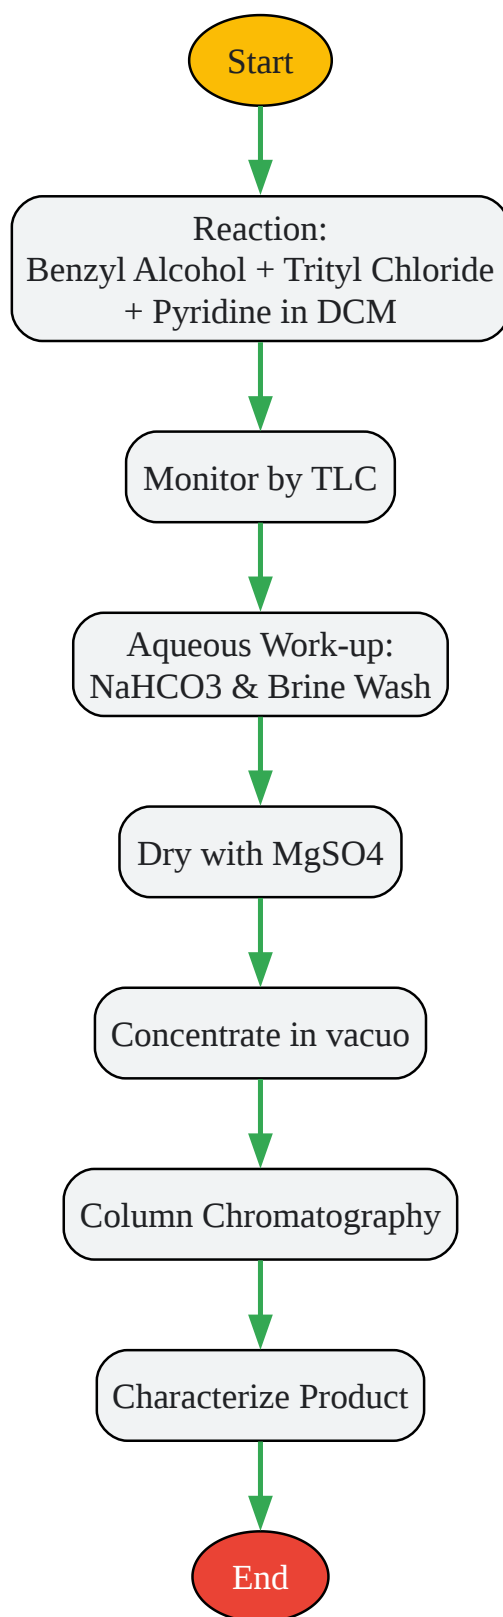 Start
Reaction:
Benzyl Alcohol + Trityl Chloride
+ Pyridine in DCM
Monitor by TLC
Aqueous Work-up:
NaHCO3 & Brine Wash
Dry with MgSO4
Concentrate in vacuo
Column Chromatography
Characterize Product
End